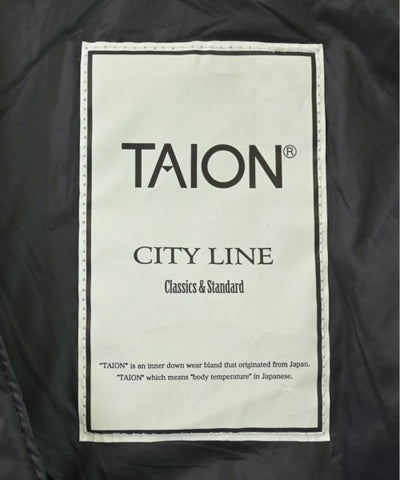 TAION®
CITY LINE
Classics & Standard
"TAION" is an inner down wear bland that originated from Japan.
"TAION" which means "body temperature" in Japanese.